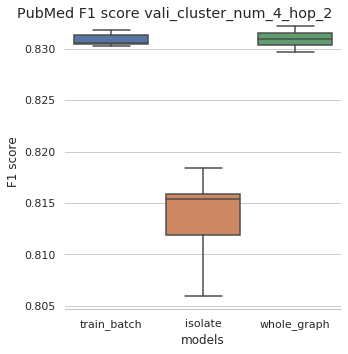 PubMed F1 score vali_cluster_num_4_hop_2
0.830
0.825
0.820
0.815
0.810
0.805
F1 score
train_batch isolate whole_graph
models